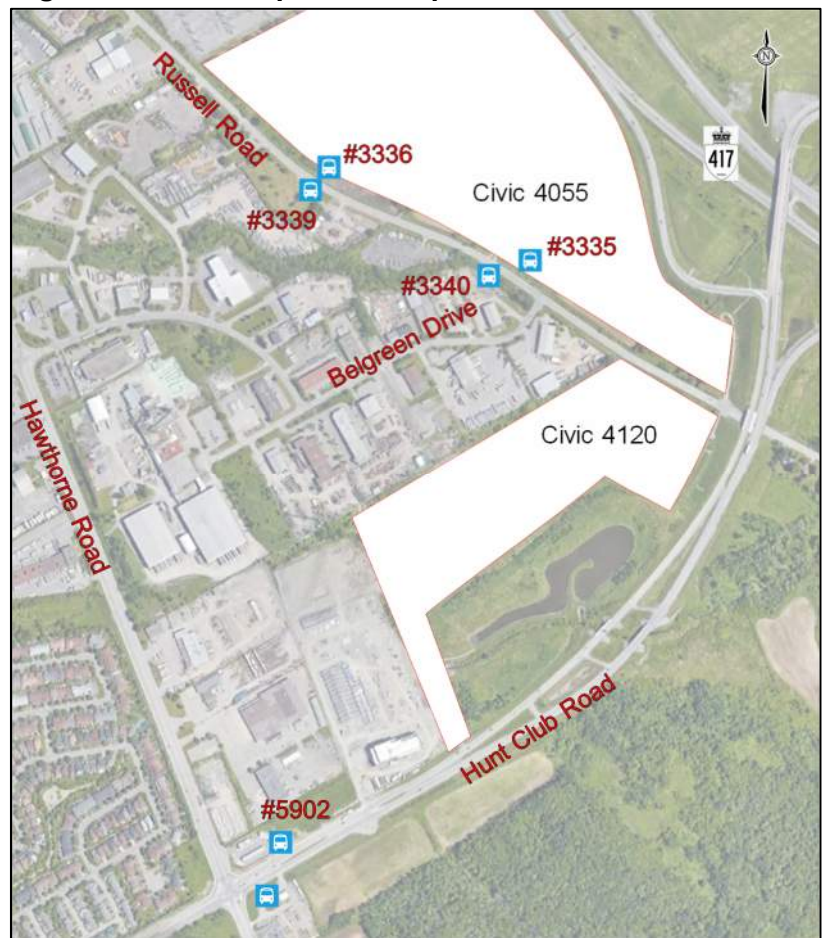 Russell Road
N
417
#3336
Civic 4055
#3339
#3335
#3340
Belgreen Drive
Civic 4120
Hawthorne Road
Hunt Club Road
#5902